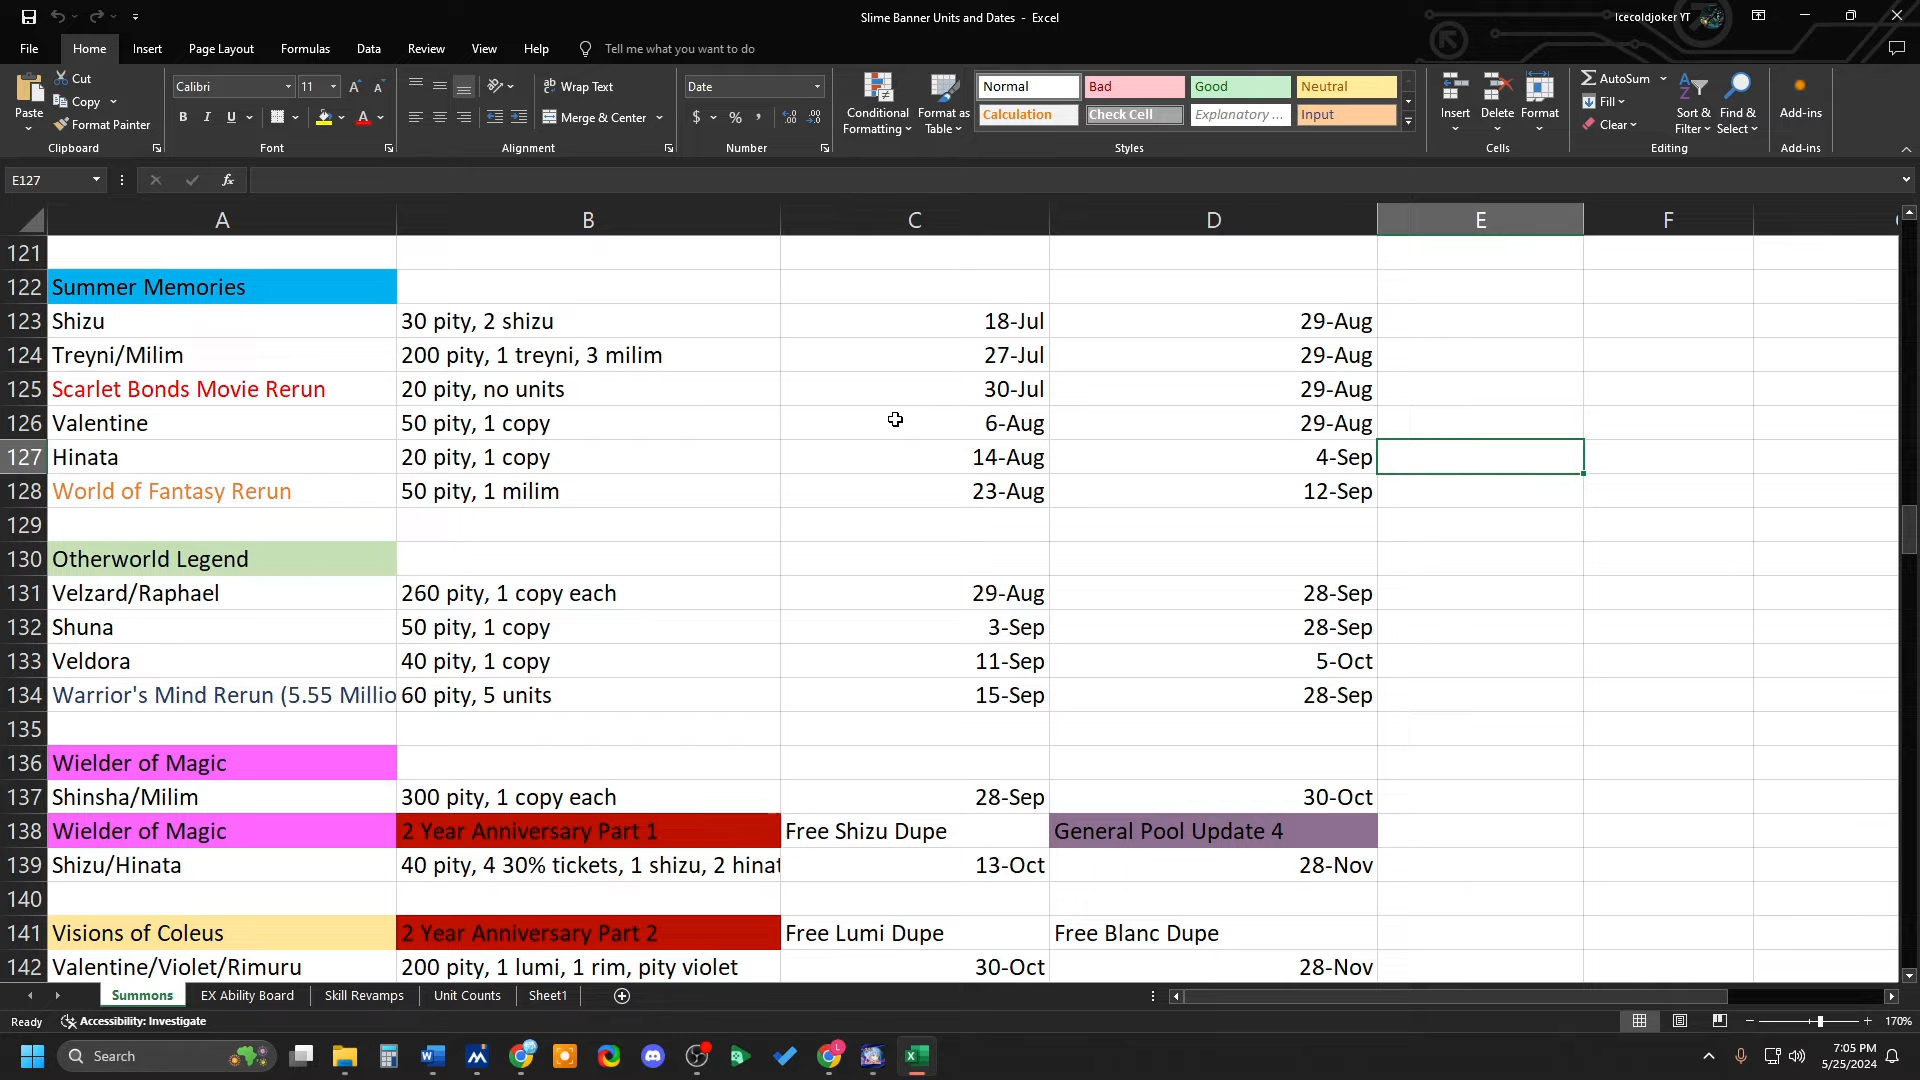 Slime Banner Units and Dates - Excel
Icecoldjoker YT
File Home Insert Page Layout Formulas Data Review View Help Tell me what you want to do
Paste
Cut
Copy
Format Painter
Clipboard
Calibri 11
B I U
Font
Wrap Text
Merge & Center
Alignment
Date
$ % ,
Number
Conditional Formatting
Format as Table
Normal Bad Good Neutral
Calculation Check Cell Explanatory ... Input
Styles
Insert Delete Format
Cells
AutoSum
Fill
Clear
Sort & Filter
Find & Select
Editing
Add-ins
Add-ins
E127
fx
A B C D E F
121
122 Summer Memories
123 Shizu 30 pity, 2 shizu 18-Jul 29-Aug
124 Treyni/Milim 200 pity, 1 treyni, 3 milim 27-Jul 29-Aug
125 Scarlet Bonds Movie Rerun 20 pity, no units 30-Jul 29-Aug
126 Valentine 50 pity, 1 copy 6-Aug 29-Aug
127 Hinata 20 pity, 1 copy 14-Aug 4-Sep
128 World of Fantasy Rerun 50 pity, 1 milim 23-Aug 12-Sep
129
130 Otherworld Legend
131 Velzard/Raphael 260 pity, 1 copy each 29-Aug 28-Sep
132 Shuna 50 pity, 1 copy 3-Sep 28-Sep
133 Veldora 40 pity, 1 copy 11-Sep 5-Oct
134 Warrior's Mind Rerun (5.55 Millio 60 pity, 5 units 15-Sep 28-Sep
135
136 Wielder of Magic
137 Shinsha/Milim 300 pity, 1 copy each 28-Sep 30-Oct
138 Wielder of Magic 2 Year Anniversary Part 1 Free Shizu Dupe General Pool Update 4
139 Shizu/Hinata 40 pity, 4 30% tickets, 1 shizu, 2 hinat 13-Oct 28-Nov
140
141 Visions of Coleus 2 Year Anniversary Part 2 Free Lumi Dupe Free Blanc Dupe
142 Valentine/Violet/Rimuru 200 pity, 1 lumi, 1 rim, pity violet 30-Oct 28-Nov
Summons EX Ability Board Skill Revamps Unit Counts Sheet1
Ready Accessibility: Investigate 170%
Search
7:05 PM
5/25/2024